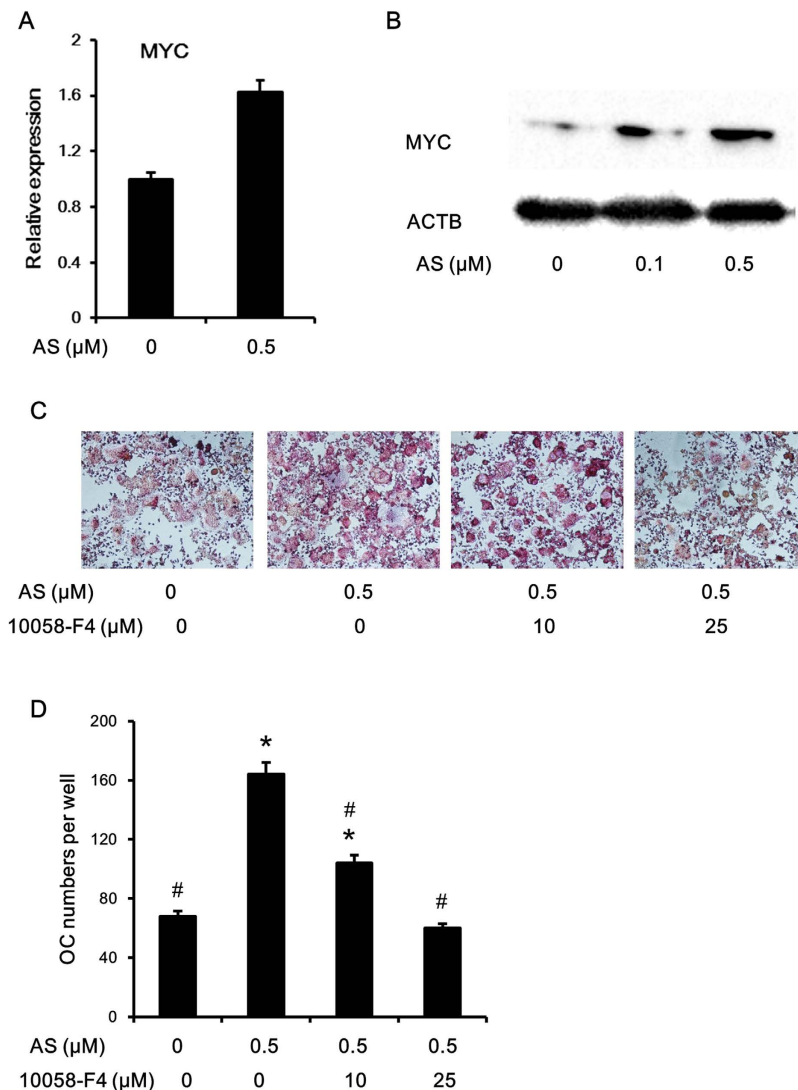 A
MYC
Relative expression
2
1.6
1.2
0.8
0.4
0
AS (µM) 0 0.5
B
MYC
ACTB
AS (µM) 0 0.1 0.5
C
AS (µM) 0 0.5 0.5 0.5
10058-F4 (µM) 0 0 10 25
D
OC numbers per well
200
160
120
80
40
0
# * # * #
AS (µM) 0 0.5 0.5 0.5
10058-F4 (µM) 0 0 10 25